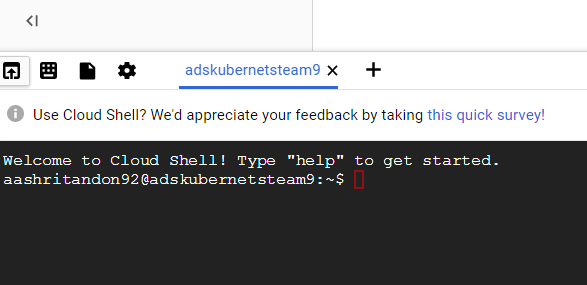 adskubernetsteam9
Use Cloud Shell? We'd appreciate your feedback by taking this quick survey!
Welcome to Cloud Shell! Type "help" to get started.
aashritandon92@adskubernetsteam9:~$